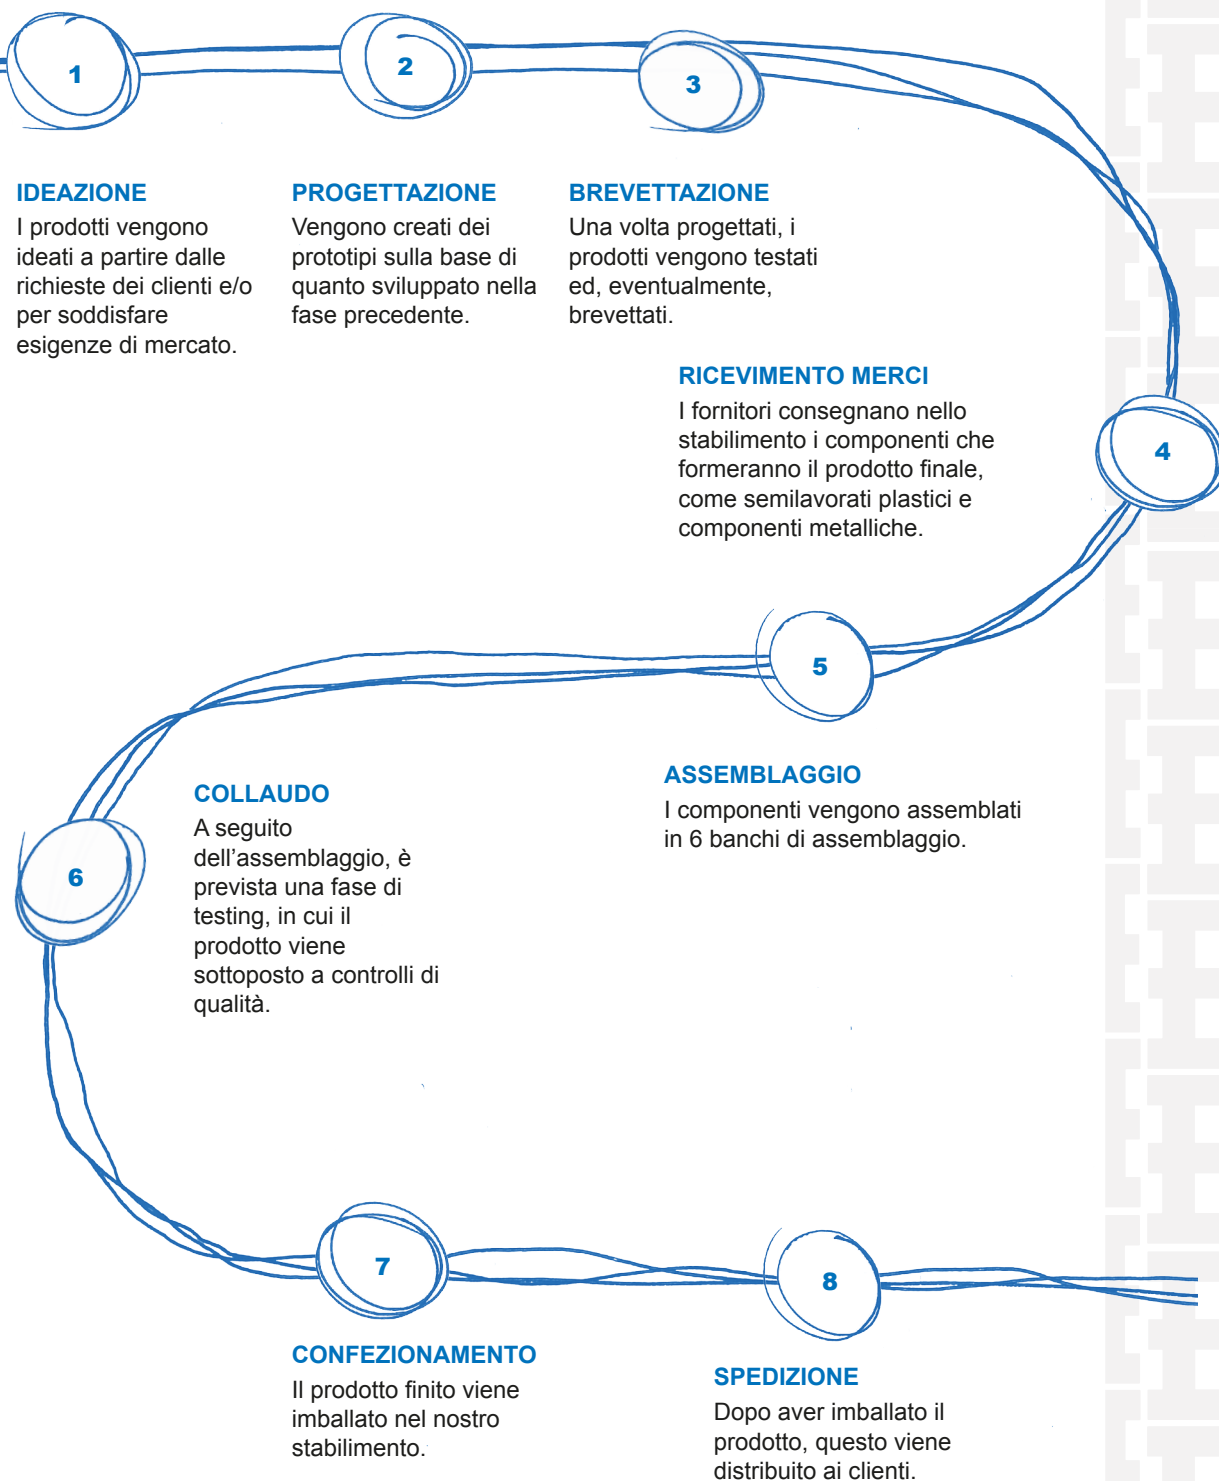 1
2
3
IDEAZIONE
I prodotti vengono
ideati a partire dalle
richieste dei clienti e/o
per soddisfare
esigenze di mercato.
PROGETTAZIONE
Vengono creati dei
prototipi sulla base di
quanto sviluppato nella
fase precedente.
BREVETTAZIONE
Una volta progettati, i
prodotti vengono testati
ed, eventualmente,
brevettati.
RICEVIMENTO MERCI
I fornitori consegnano nello
stabilimento i componenti che
formeranno il prodotto finale,
come semilavorati plastici e
componenti metalliche.
4
5
ASSEMBLAGGIO
I componenti vengono assemblati
in 6 banchi di assemblaggio.
6
COLLAUDO
A seguito
dell’assemblaggio, è
prevista una fase di
testing, in cui il
prodotto viene
sottoposto a controlli di
qualità.
7
CONFEZIONAMENTO
Il prodotto finito viene
imballato nel nostro
stabilimento.
8
SPEDIZIONE
Dopo aver imballato il
prodotto, questo viene
distribuito ai clienti.